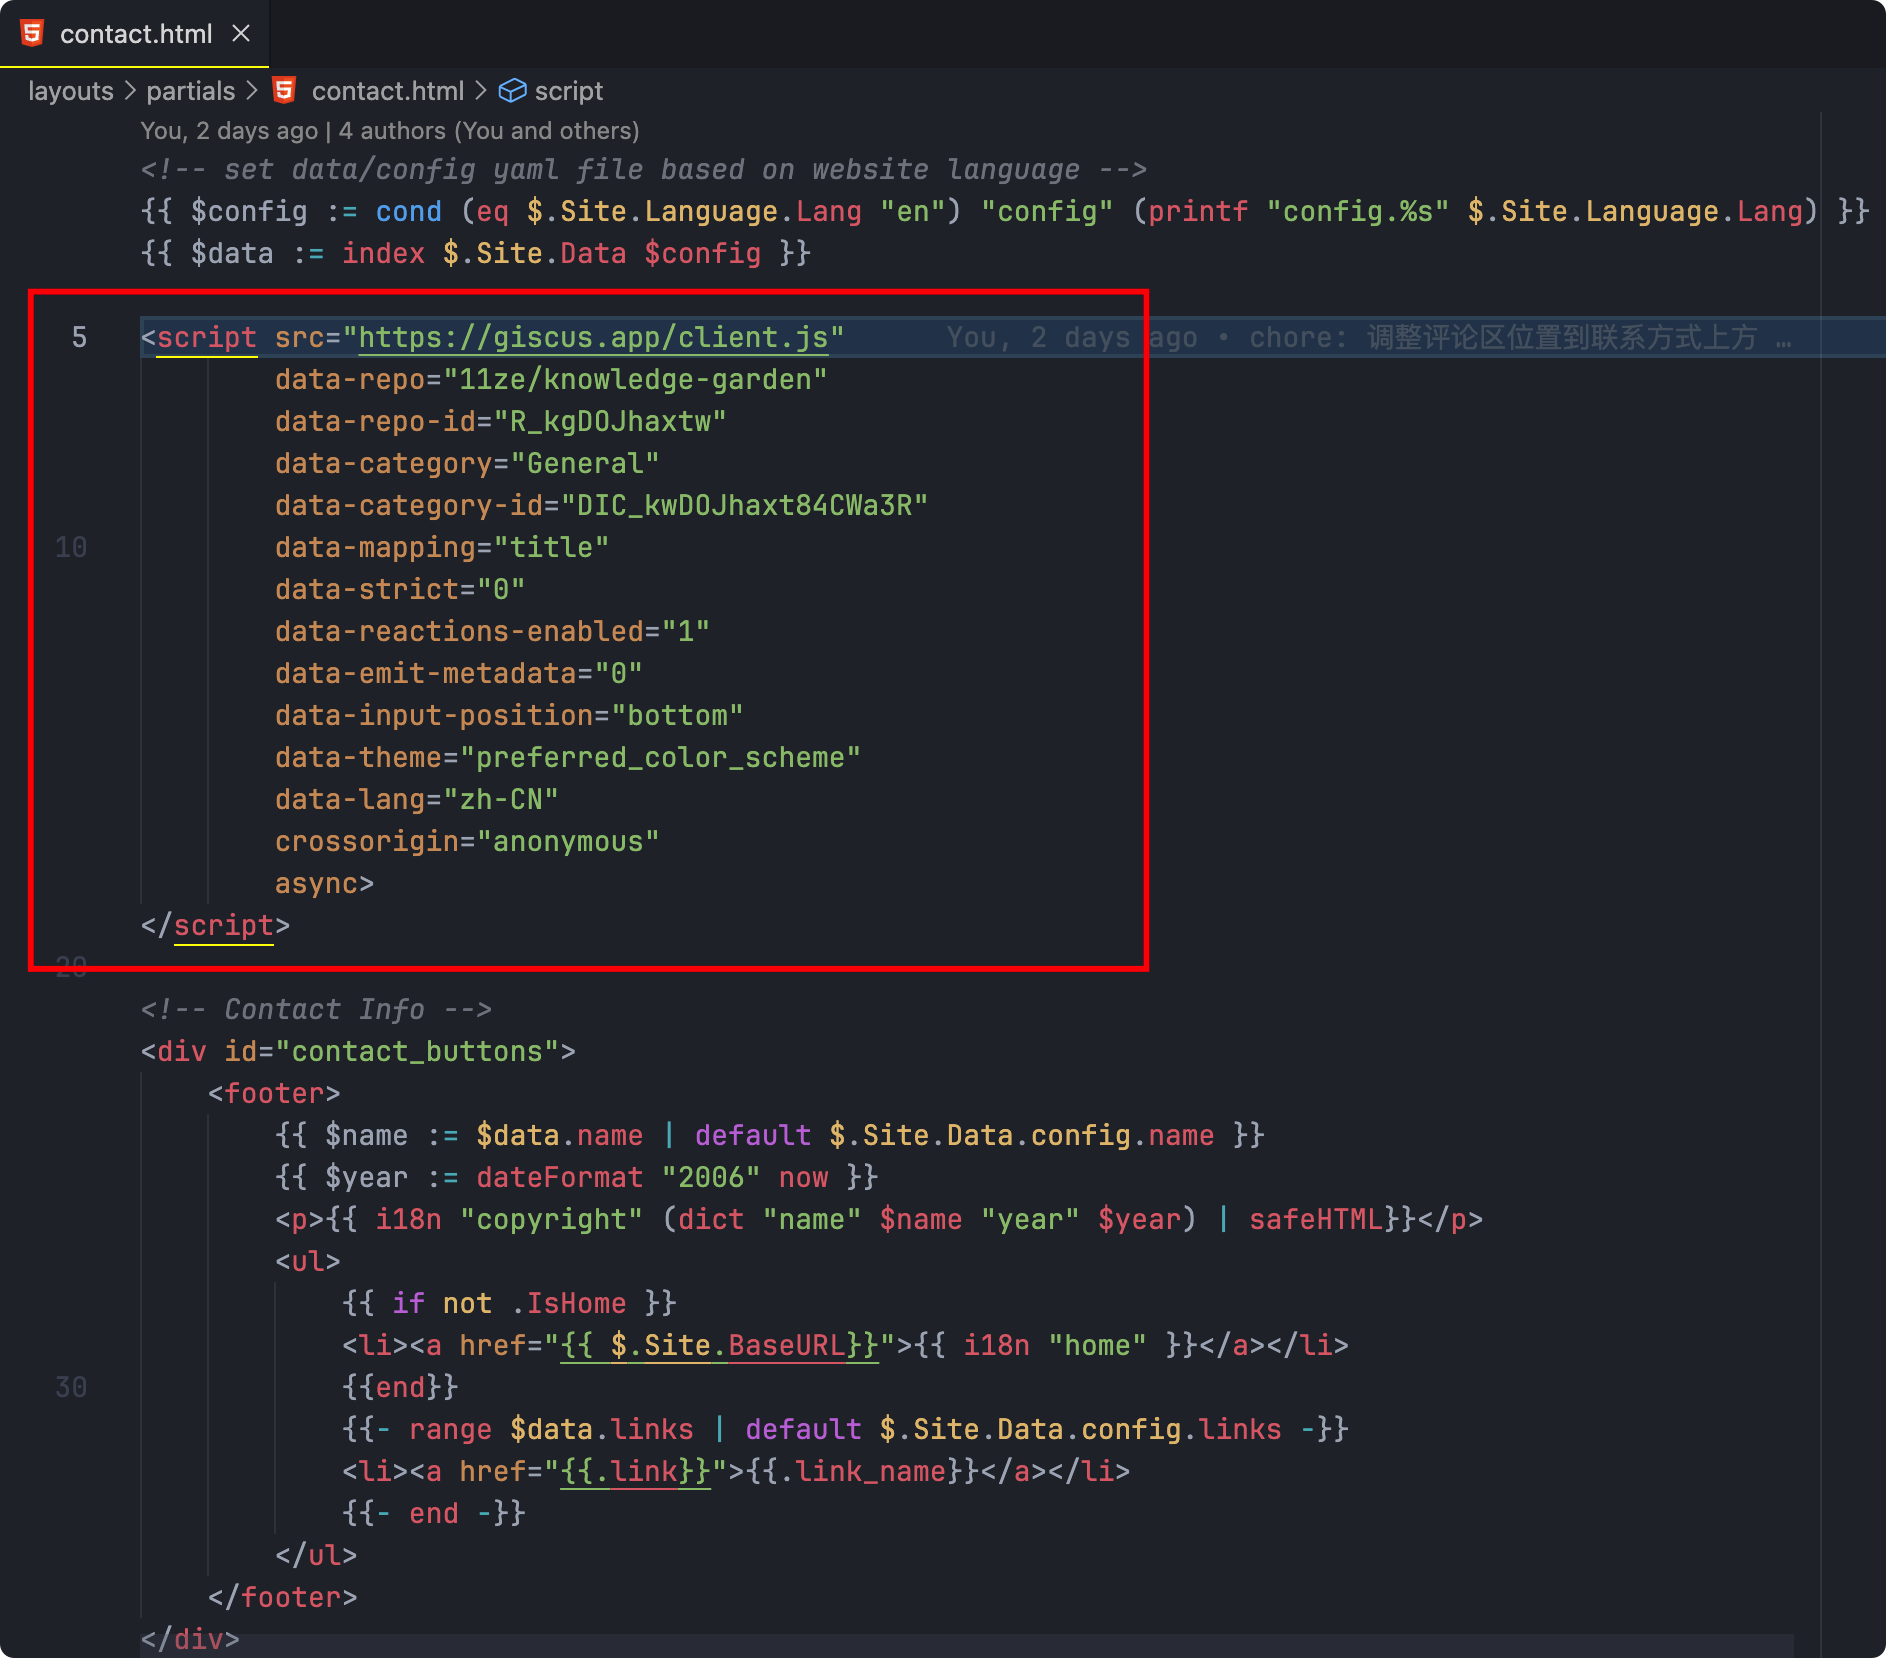 contact.html
layouts > partials > contact.html > script
You, 2 days ago | 4 authors (You and others)
<!-- set data/config yaml file based on website language -->
{{ $config := cond (eq $.Site.Language.Lang "en") "config" (printf "config.%s" $.Site.Language.Lang) }}
{{ $data := index $.Site.Data $config }}
5 <script src="https://giscus.app/client.js" You, 2 days ago • chore: 调整评论区位置到联系方式上方 …
data-repo="11ze/knowledge-garden"
data-repo-id="R_kgDOJhaxtw"
data-category="General"
data-category-id="DIC_kwDOJhaxt84CWa3R"
10 data-mapping="title"
data-strict="0"
data-reactions-enabled="1"
data-emit-metadata="0"
data-input-position="bottom"
data-theme="preferred_color_scheme"
data-lang="zh-CN"
crossorigin="anonymous"
async>
</script>
20
<!-- Contact Info -->
<div id="contact_buttons">
<footer>
{{ $name := $data.name | default $.Site.Data.config.name }}
{{ $year := dateFormat "2006" now }}
<p>{{ i18n "copyright" (dict "name" $name "year" $year) | safeHTML}}</p>
<ul>
{{ if not .IsHome }}
<li><a href="{{ $.Site.BaseURL}}">{{ i18n "home" }}</a></li>
30 {{end}}
{{- range $data.links | default $.Site.Data.config.links -}}
<li><a href="{{.link}}">{{.link_name}}</a></li>
{{- end -}}
</ul>
</footer>
</div>